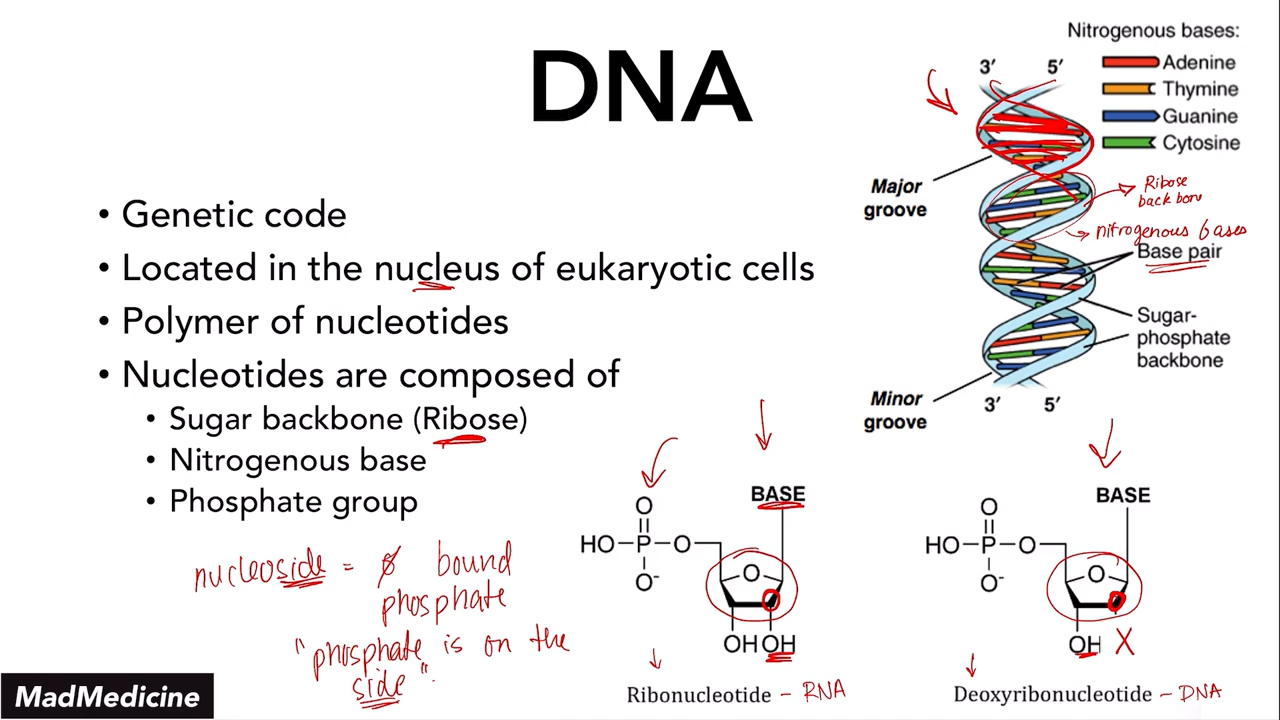 DNA
• Genetic code
• Located in the nucleus of eukaryotic cells
• Polymer of nucleotides
• Nucleotides are composed of
• Sugar backbone (Ribose)
• Nitrogenous base
• Phosphate group
nucleoside = ∅ bound
phosphate
"phosphate is on the
side".
MadMedicine
Nitrogenous bases:
Adenine
Thymine
Guanine
Cytosine
3′ 5′
Major
groove
Ribose
backbone
nitrogenous bases
Base pair
Sugar-
phosphate
backbone
Minor
groove
3′ 5′
BASE
O
HO–P–O
O-
O
OH OH
Ribonucleotide – RNA
BASE
O
HO–P–O
O-
O
OH X
Deoxyribonucleotide – DNA